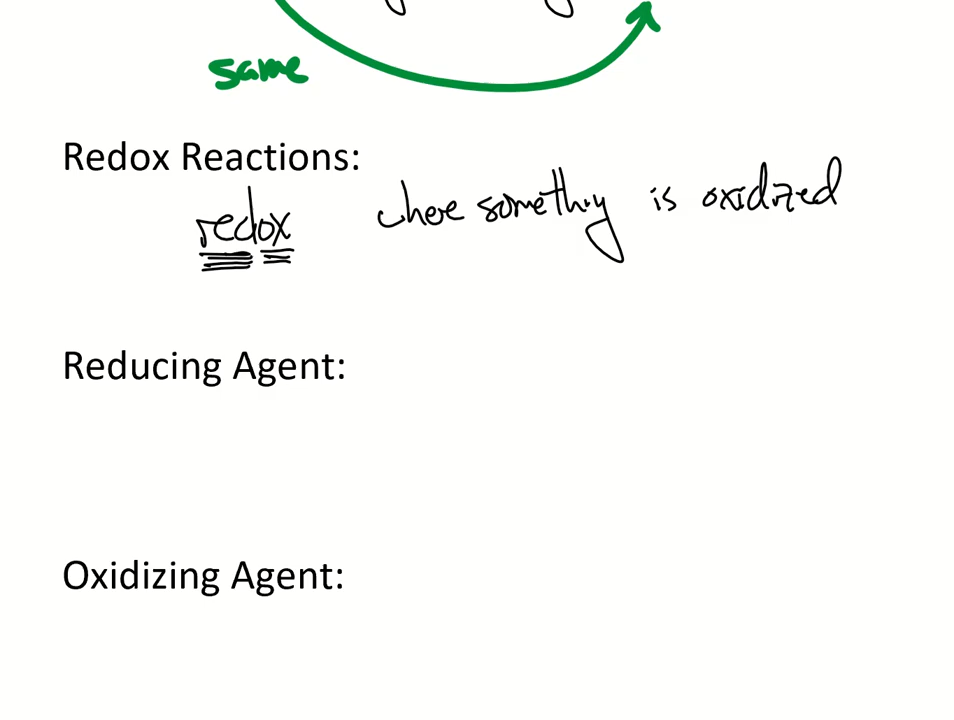 same
Redox Reactions:
redox where something is oxidized
Reducing Agent:
Oxidizing Agent: